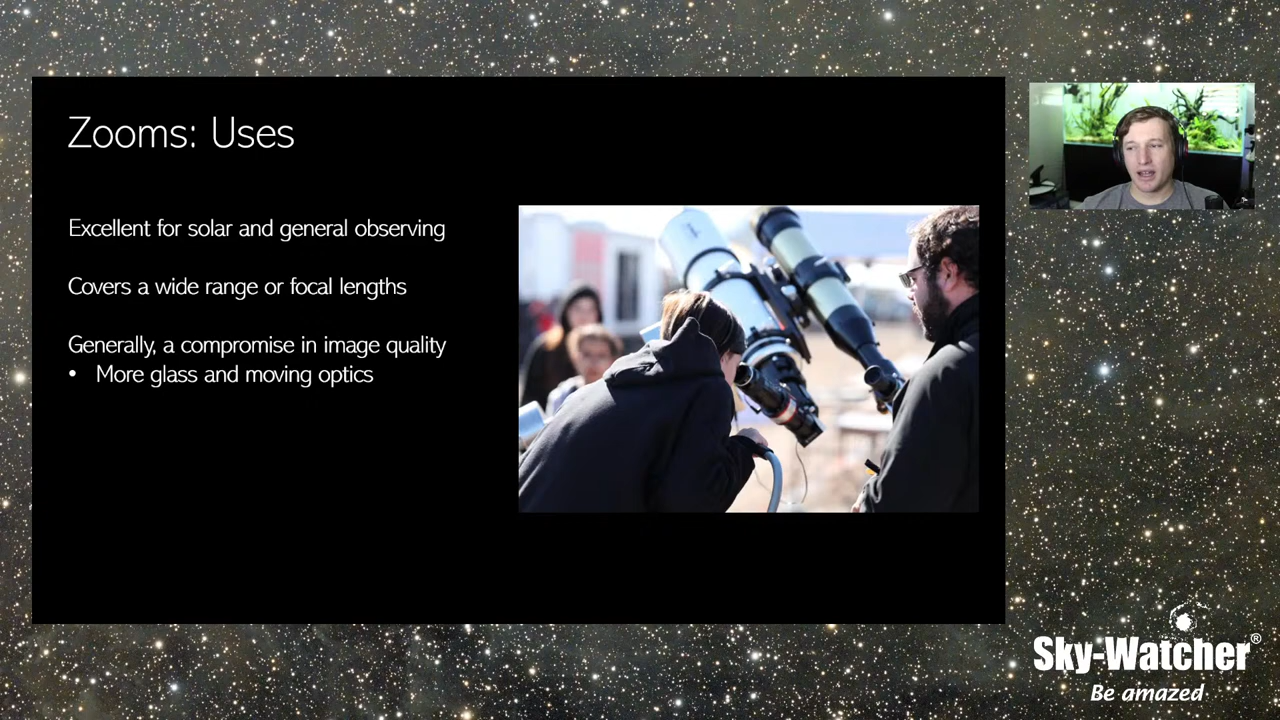 Zooms: Uses
Excellent for solar and general observing
Covers a wide range or focal lengths
Generally, a compromise in image quality
• More glass and moving optics
Sky-Watcher®
Be amazed